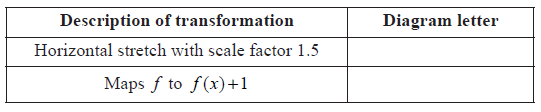 Description of transformation Diagram letter
Horizontal stretch with scale factor 1.5
Maps f to f(x)+1